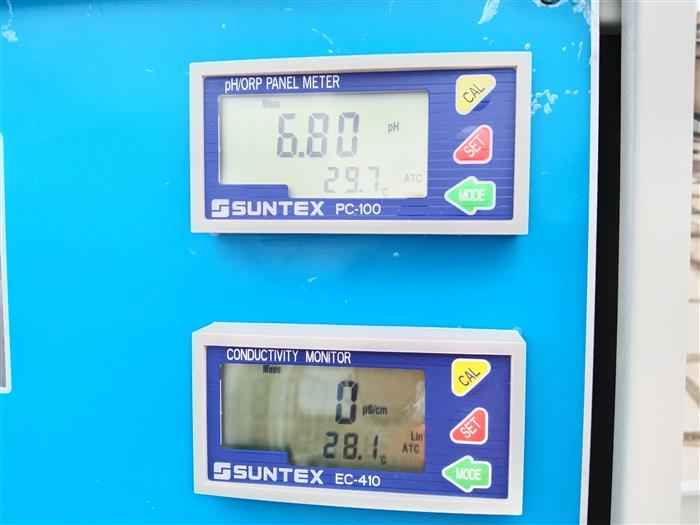 pH/ORP PANEL METER
Meas
6.80 pH
29.7 °C ATC
CAL
SET
MODE
SUNTEX PC-100
CONDUCTIVITY MONITOR
Meas
0 µS/cm
Lin
28.1 °C ATC
CAL
SET
MODE
SUNTEX EC-410